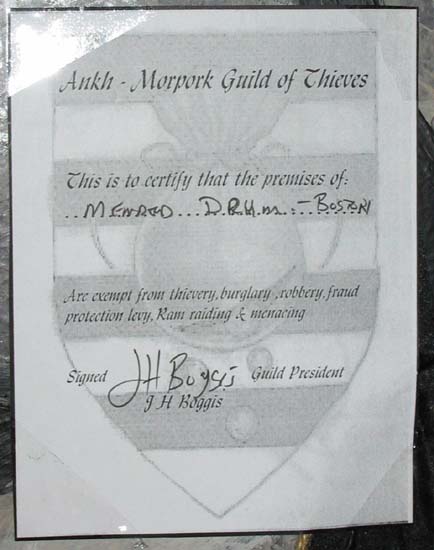 Ankh - Morpork Guild of Thieves
This is to certify that the premises of:
D.R.H.m. - Boston
Are exempt from thievery, burglary ,robbery, fraud
protection levy, Ram raiding & menacing
Signed JH Boggis Guild President
J H Boggis